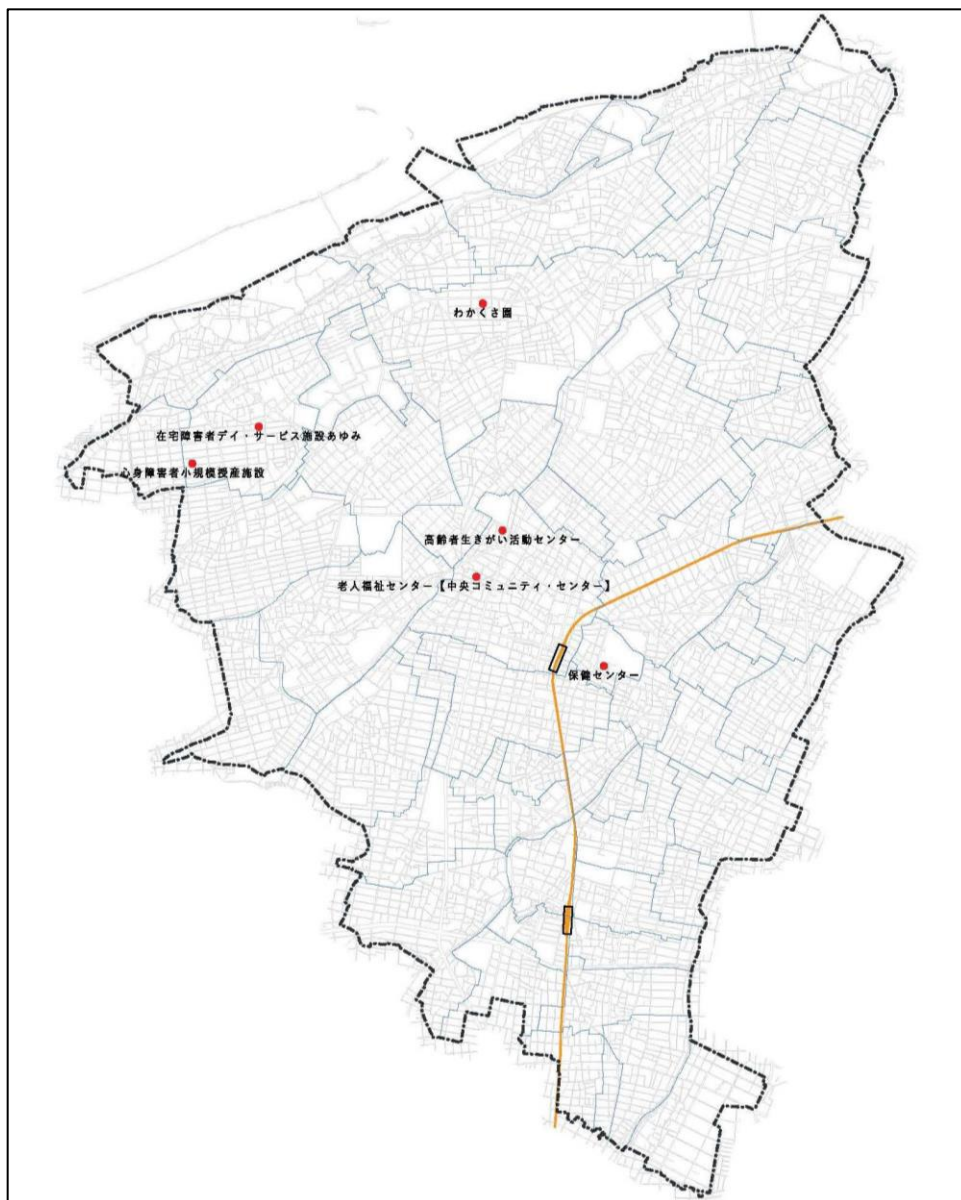 わかくさ園
在宅障害者デイ・サービス施設あゆみ
心身障害者小規模授産施設
高齢者生きがい活動センター
老人福祉センター【中央コミュニティ・センター】
保健センター